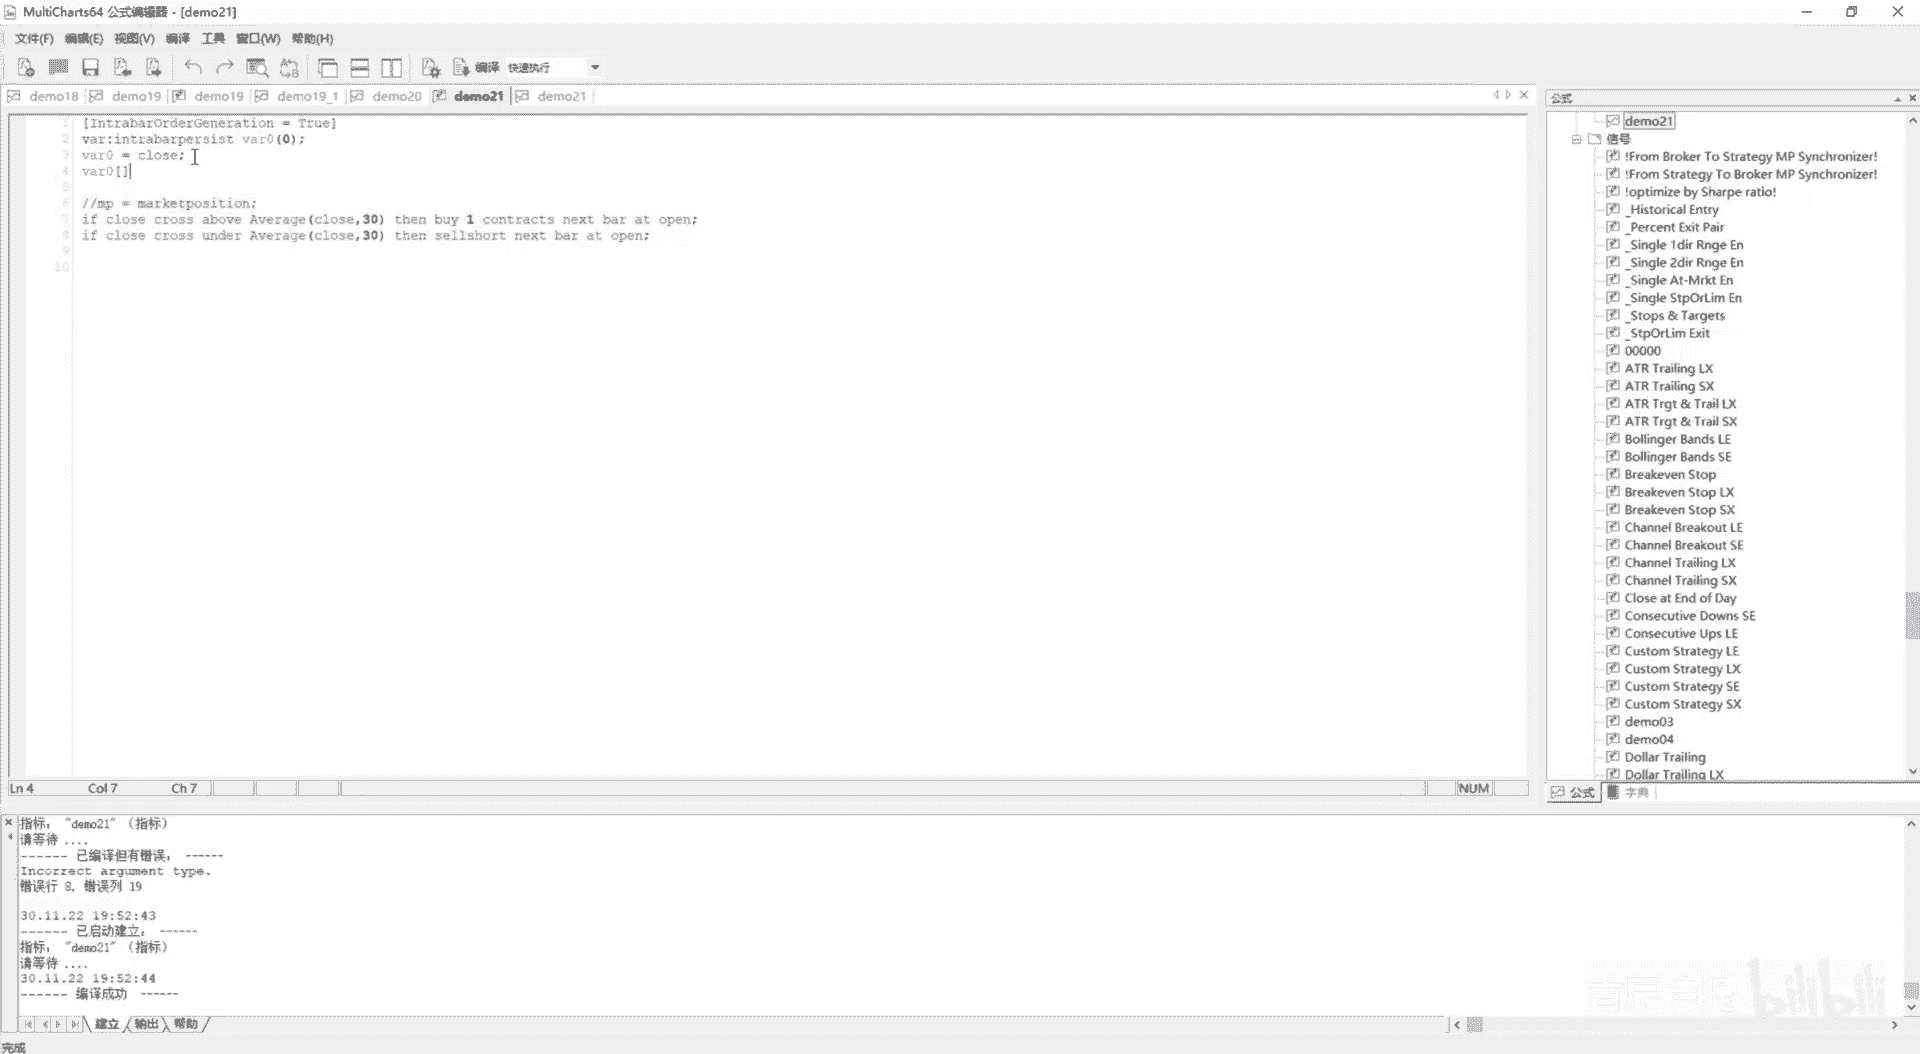 MultiCharts64 公式编辑器 - [demo21]
文件(F) 编辑(E) 视图(V) 编译 工具 窗口(W) 帮助(H)
编译 快速执行
demo18 demo19 demo19 demo19_1 demo20 demo21 demo21
1 [IntrabarOrderGeneration = True]
2 var:intrabarpersist var0(0);
3 var0 = close;
4 var0[]
5
6 //mp = marketposition;
7 if close cross above Average(close,30) then buy 1 contracts next bar at open;
8 if close cross under Average(close,30) then sellshort next bar at open;
9
10
Ln 4 Col 7 Ch 7 NUM
公式
demo21
信号
!From Broker To Strategy MP Synchronizer!
!From Strategy To Broker MP Synchronizer!
!optimize by Sharpe ratio!
_Historical Entry
_Percent Exit Pair
_Single 1dir Rnge En
_Single 2dir Rnge En
_Single At-Mrkt En
_Single StpOrLim En
_Stops & Targets
_StpOrLim Exit
00000
ATR Trailing LX
ATR Trailing SX
ATR Trgt & Trail LX
ATR Trgt & Trail SX
Bollinger Bands LE
Bollinger Bands SE
Breakeven Stop
Breakeven Stop LX
Breakeven Stop SX
Channel Breakout LE
Channel Breakout SE
Channel Trailing LX
Channel Trailing SX
Close at End of Day
Consecutive Downs SE
Consecutive Ups LE
Custom Strategy LE
Custom Strategy LX
Custom Strategy SE
Custom Strategy SX
demo03
demo04
Dollar Trailing
Dollar Trailing LX
公式 字典
指标: "demo21" (指标)
请等待 ....
------ 已编译但有错误: ------
Incorrect argument type.
错误行 8, 错误列 19
30.11.22 19:52:43
------ 已启动建立: ------
指标: "demo21" (指标)
请等待 ....
30.11.22 19:52:44
------ 编译成功 ------
建立 输出 帮助
完成
bilibili